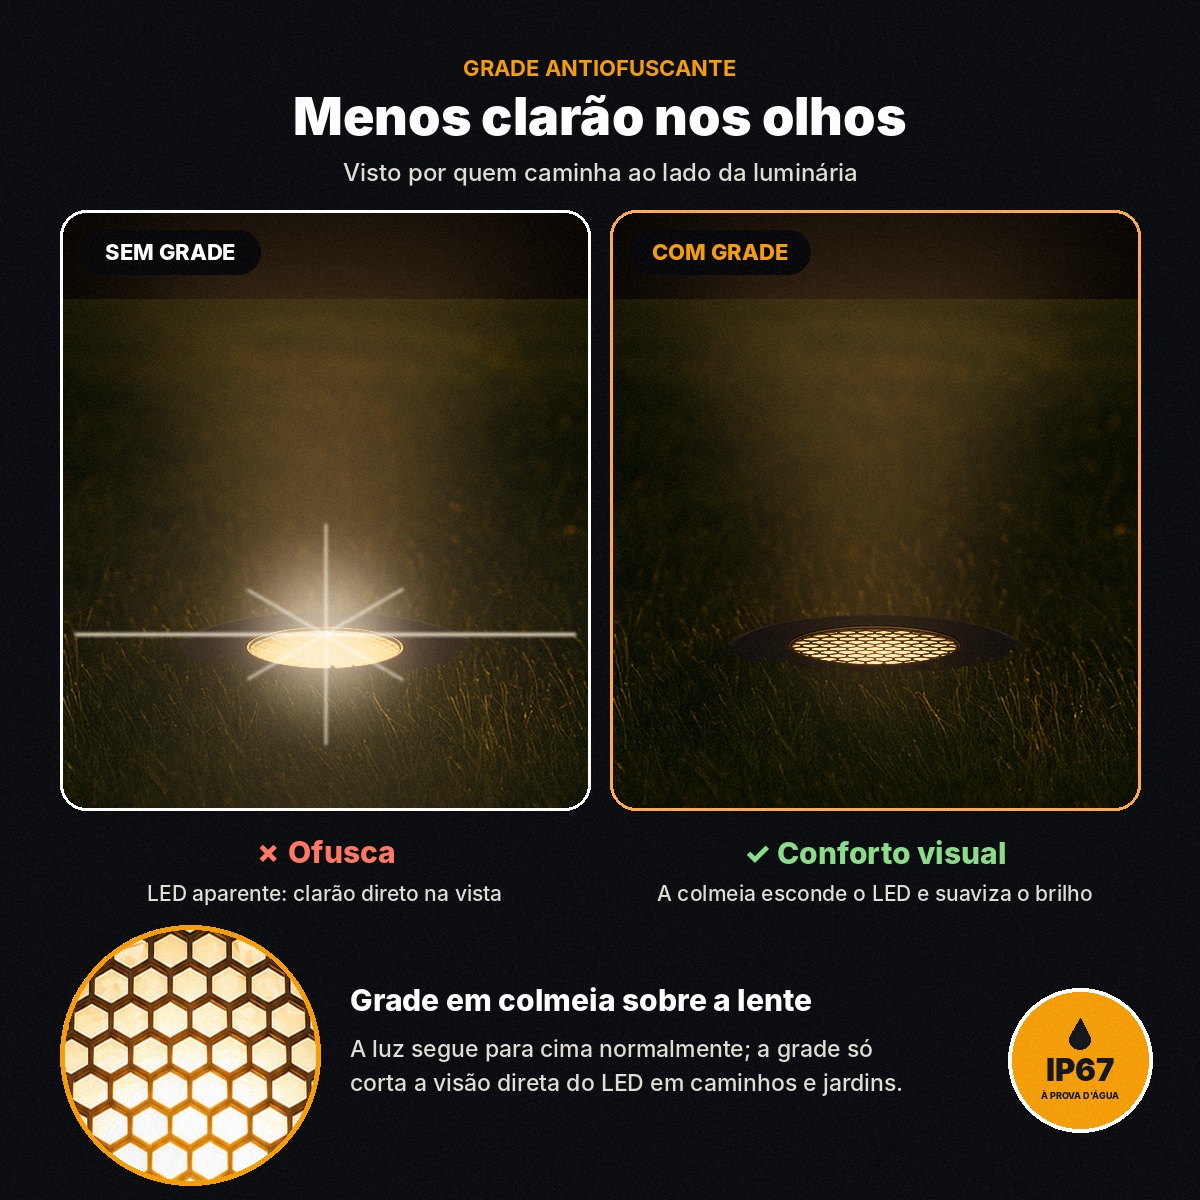 GRADE ANTIOFUSCANTE
Menos clarão nos olhos
Visto por quem caminha ao lado da luminária
SEM GRADE
COM GRADE
× Ofusca
LED aparente: clarão direto na vista
✓ Conforto visual
A colmeia esconde o LED e suaviza o brilho
Grade em colmeia sobre a lente
A luz segue para cima normalmente; a grade só
corta a visão direta do LED em caminhos e jardins.
IP67
À PROVA D'ÁGUA